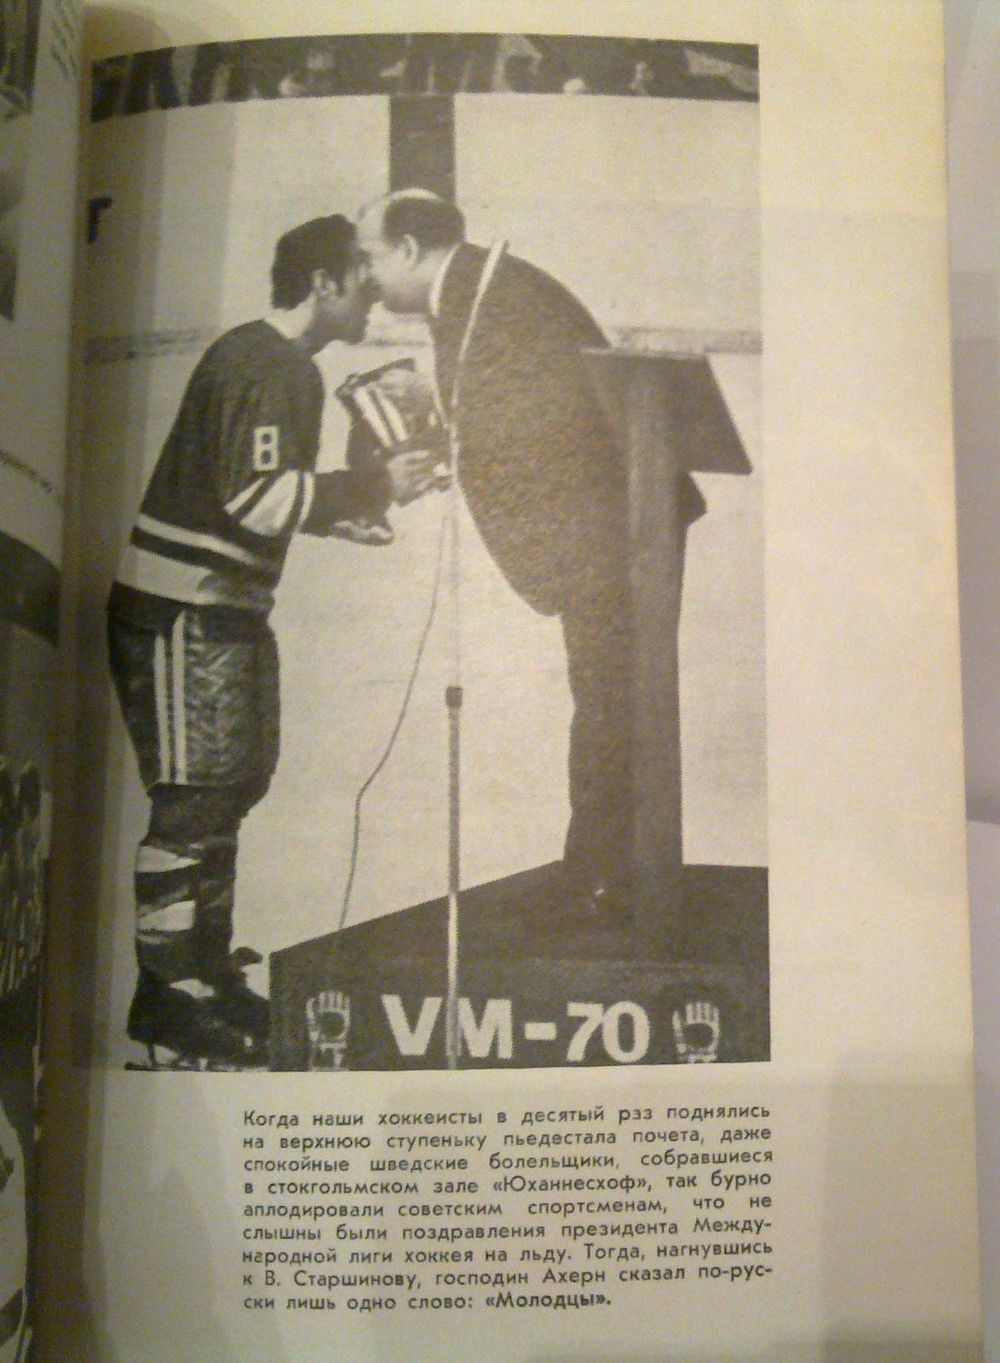 Г
8
VM-70
Когда наши хоккеисты в десятый рэз поднялись
на верхнюю ступеньку пьедестала почета, даже
спокойные шведские болельщики, собравшиеся
в стокгольмском зале «Юханнесхоф», так бурно
аплодировали советским спортсменам, что не
слышны были поздравления президента Между-
народной лиги хоккея на льду. Тогда, нагнувшись
к В. Старшинову, господин Ахерн сказал по-рус-
ски лишь одно слово: «Молодцы».